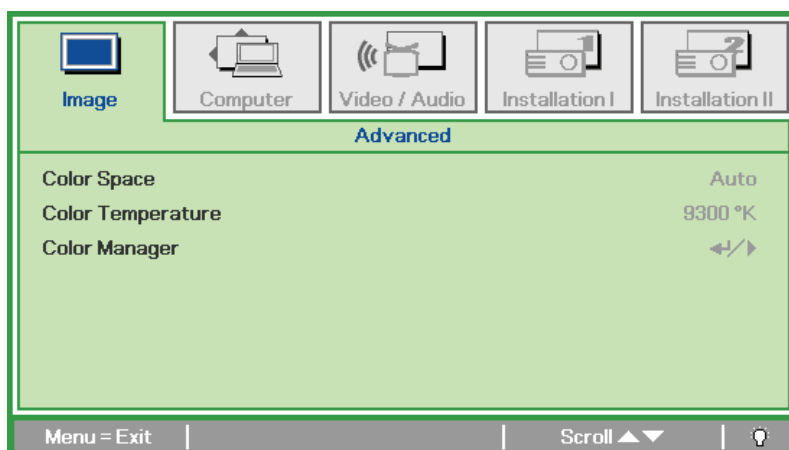 Image
Computer
Video / Audio
Installation I
Installation II
Advanced
Color Space Auto
Color Temperature 9300 °K
Color Manager ↵/▶
Menu = Exit Scroll ▲▼